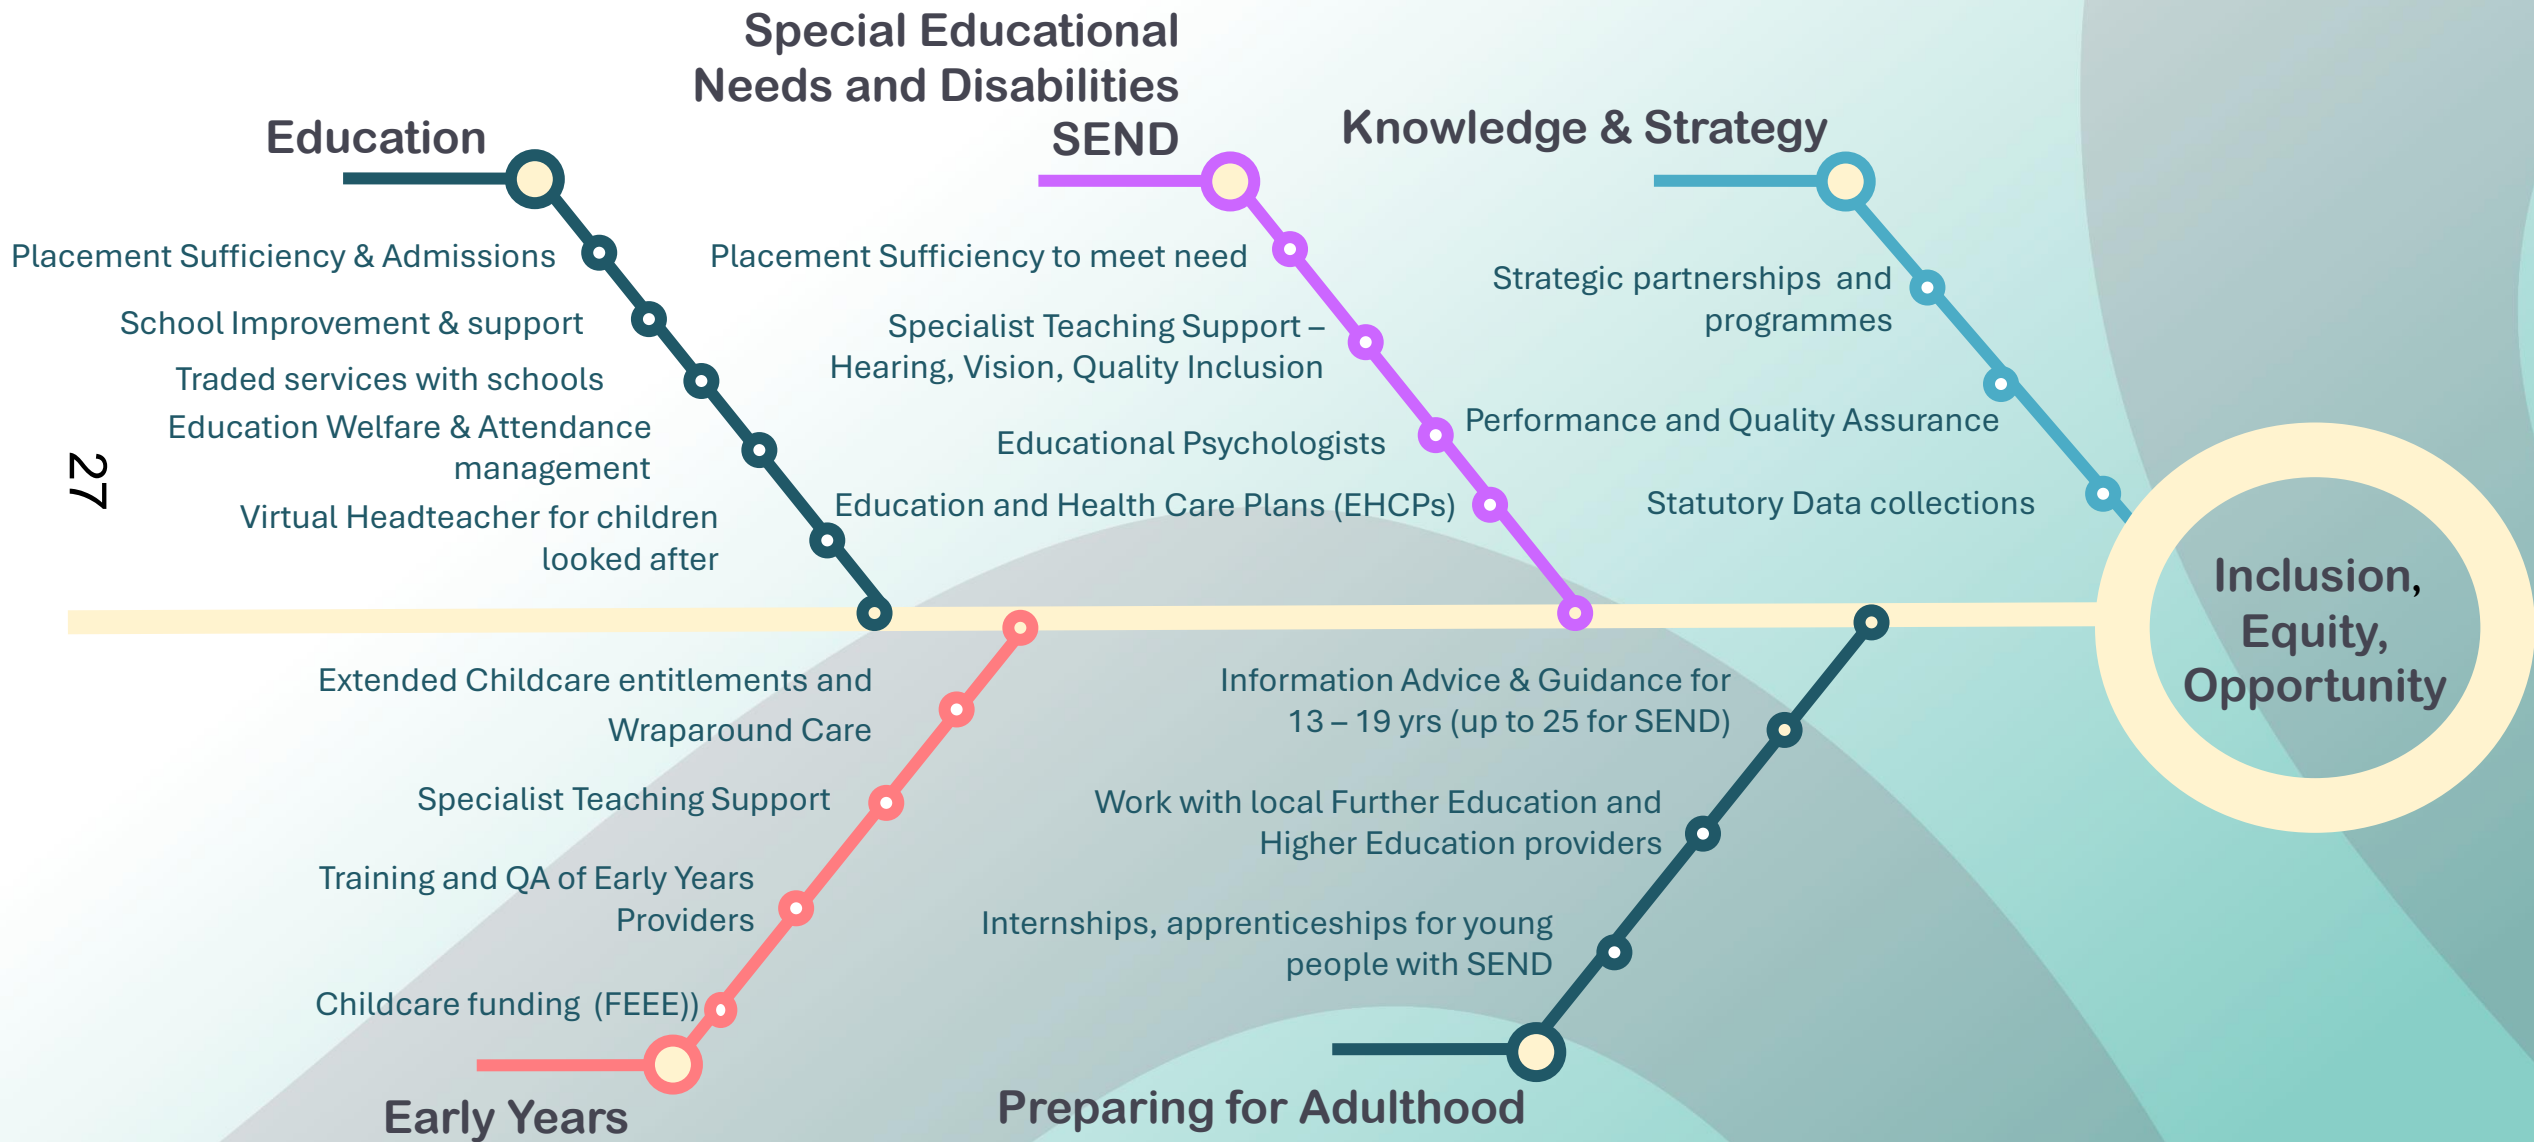 Education
Placement Sufficiency & Admissions
School Improvement & support
Traded services with schools
Education Welfare & Attendance
management
Virtual Headteacher for children
looked after
Special Educational
Needs and Disabilities
SEND
Placement Sufficiency to meet need
Specialist Teaching Support –
Hearing, Vision, Quality Inclusion
Educational Psychologists
Education and Health Care Plans (EHCPs)
Knowledge & Strategy
Strategic partnerships  and
programmes
Performance and Quality Assurance
Statutory Data collections
27
Inclusion,
Equity,
Opportunity
Extended Childcare entitlements and
Wraparound Care
Specialist Teaching Support
Training and QA of Early Years
Providers
Childcare funding  (FEEE))
Early Years
Information Advice & Guidance for
13 – 19 yrs (up to 25 for SEND)
Work with local Further Education and
Higher Education providers
Internships, apprenticeships for young
people with SEND
Preparing for Adulthood